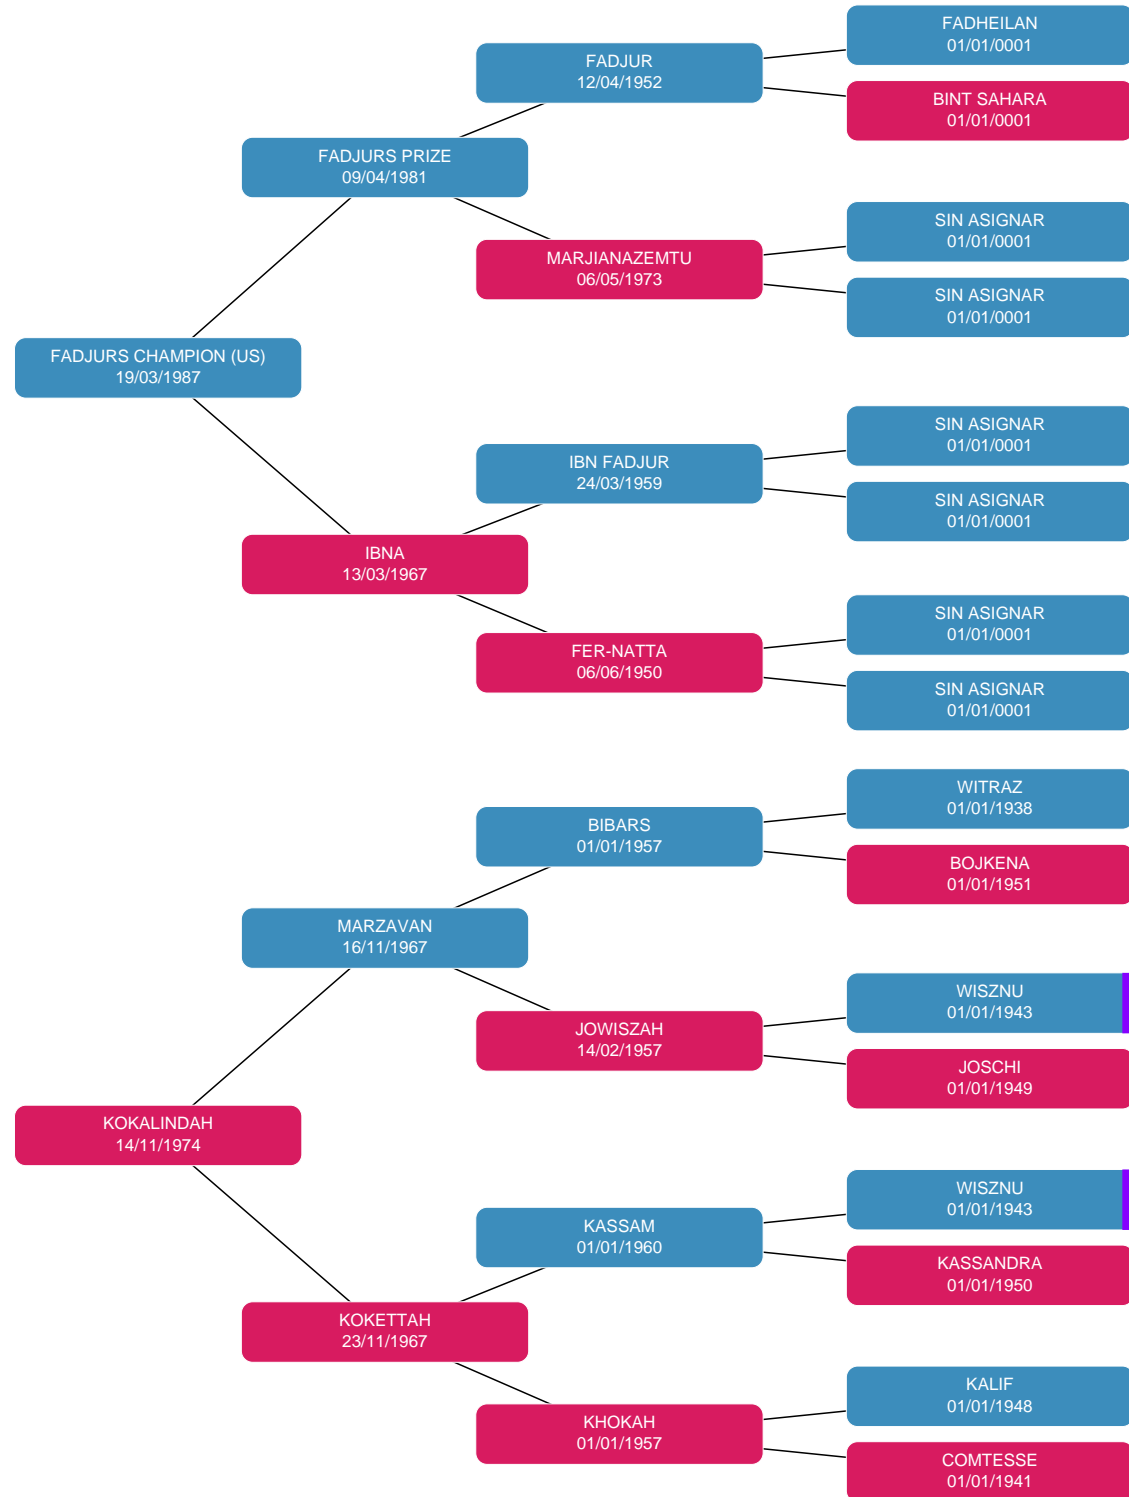 FADHEILAN
01/01/0001
FADJUR
12/04/1952
BINT SAHARA
01/01/0001
FADJURS PRIZE
09/04/1981
SIN ASIGNAR
01/01/0001
MARJIANAZEMTU
06/05/1973
SIN ASIGNAR
01/01/0001
FADJURS CHAMPION (US)
19/03/1987
SIN ASIGNAR
01/01/0001
IBN FADJUR
24/03/1959
SIN ASIGNAR
01/01/0001
IBNA
13/03/1967
SIN ASIGNAR
01/01/0001
FER-NATTA
06/06/1950
SIN ASIGNAR
01/01/0001
WITRAZ
01/01/1938
BIBARS
01/01/1957
BOJKENA
01/01/1951
MARZAVAN
16/11/1967
WISZNU
01/01/1943
JOWISZAH
14/02/1957
JOSCHI
01/01/1949
KOKALINDAH
14/11/1974
WISZNU
01/01/1943
KASSAM
01/01/1960
KASSANDRA
01/01/1950
KOKETTAH
23/11/1967
KALIF
01/01/1948
KHOKAH
01/01/1957
COMTESSE
01/01/1941